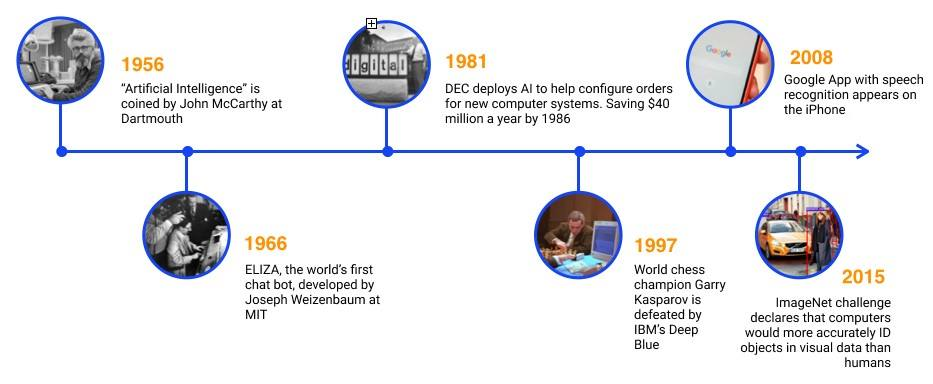 1956
“Artificial Intelligence” is
coined by John McCarthy at
Dartmouth
1966
ELIZA, the world’s first
chat bot, developed by
Joseph Weizenbaum at
MIT
digital
1981
DEC deploys AI to help configure orders
for new computer systems. Saving $40
million a year by 1986
1997
World chess
champion Garry
Kasparov is
defeated by
IBM’s Deep
Blue
Google
2008
Google App with speech
recognition appears on
the iPhone
2015
ImageNet challenge
declares that computers
would more accurately ID
objects in visual data than
humans